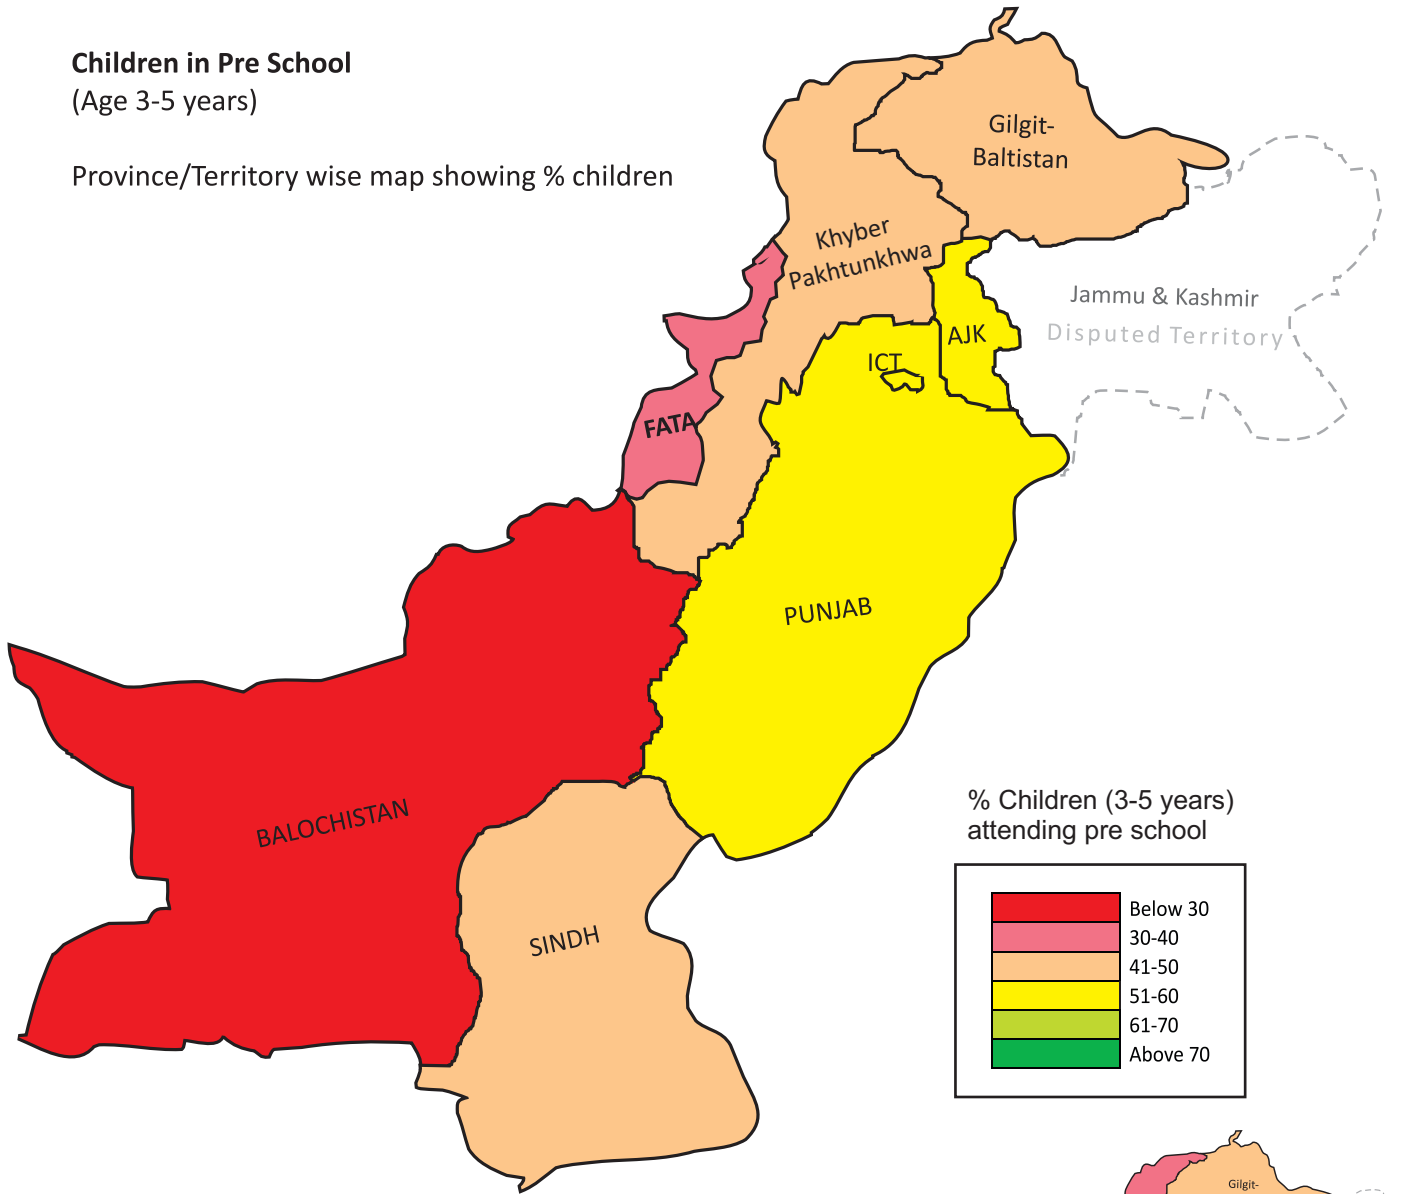 Children in Pre School
(Age 3-5 years)
Province/Territory wise map showing % children
Gilgit-
Baltistan
Khyber
Pakhtunkhwa
Jammu & Kashmir
Disputed Territory
AJK
ICT
FATA
PUNJAB
BALOCHISTAN
SINDH
% Children (3-5 years)
attending pre school
Below 30
30-40
41-50
51-60
61-70
Above 70
Gilgit-